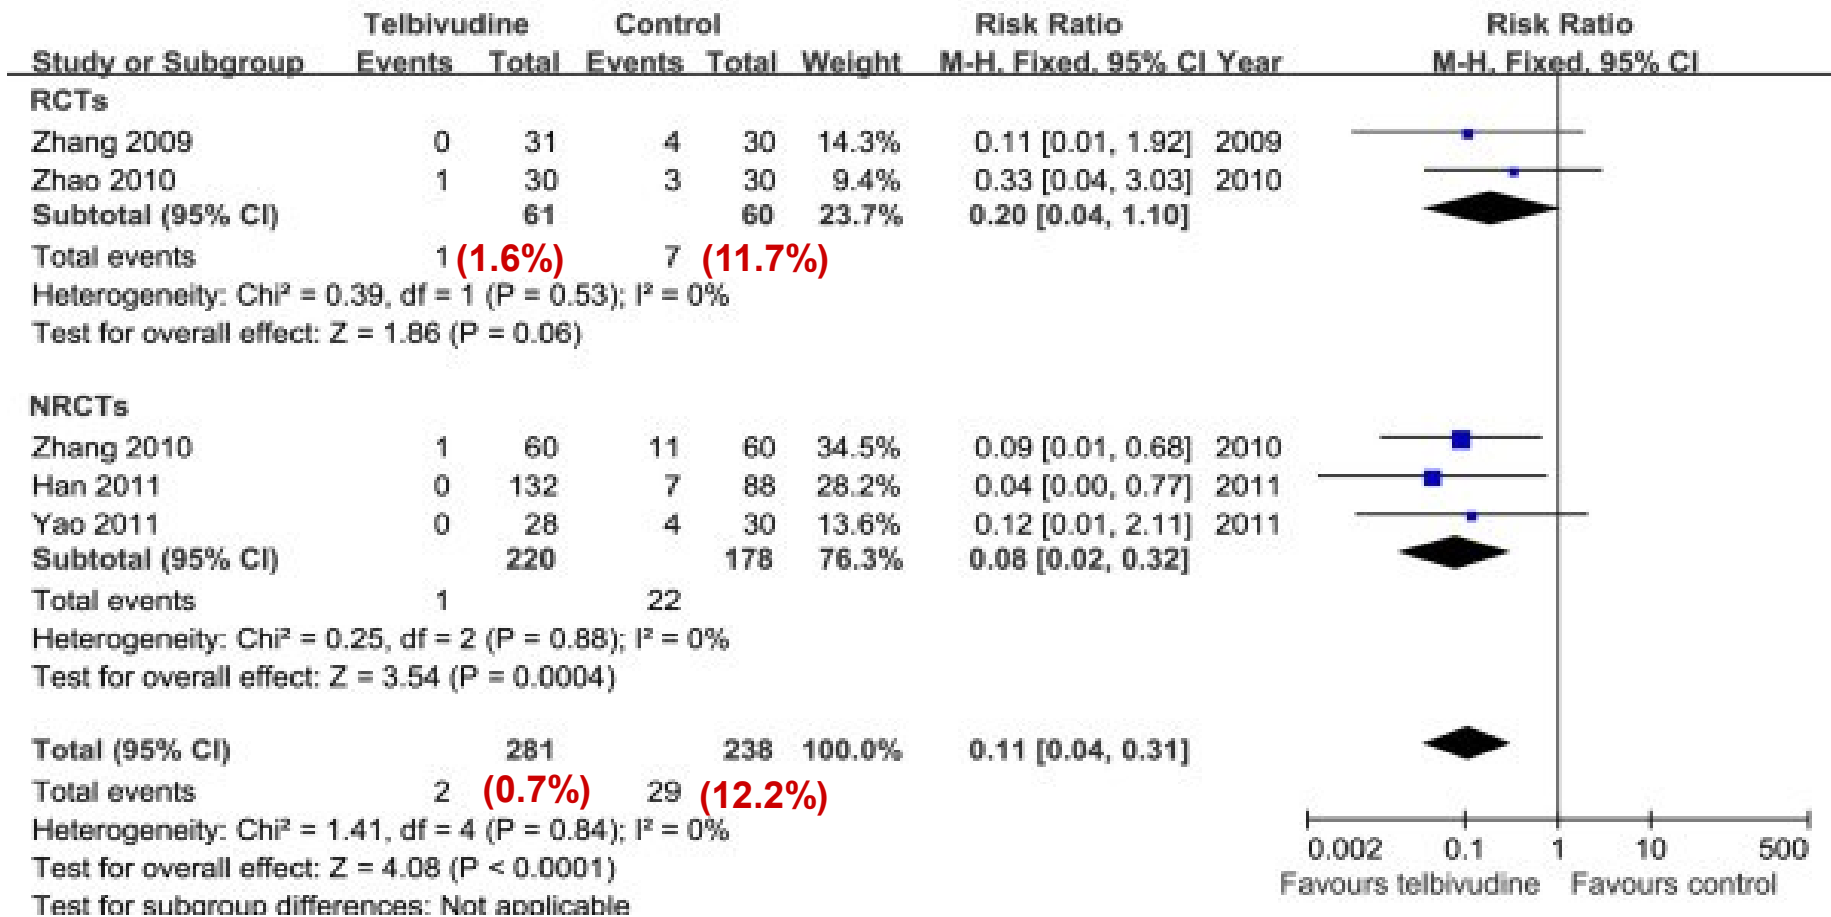 Telbivudine Control Risk Ratio Risk Ratio
Study or Subgroup Events Total Events Total Weight M-H, Fixed, 95% CI Year M-H, Fixed, 95% CI
RCTs
Zhang 2009 0 31 4 30 14.3% 0.11 [0.01, 1.92] 2009
Zhao 2010 1 30 3 30 9.4% 0.33 [0.04, 3.03] 2010
Subtotal (95% CI) 61 60 23.7% 0.20 [0.04, 1.10]
Total events 1 (1.6%) 7 (11.7%)
Heterogeneity: Chi² = 0.39, df = 1 (P = 0.53); I² = 0%
Test for overall effect: Z = 1.86 (P = 0.06)
NRCTs
Zhang 2010 1 60 11 60 34.5% 0.09 [0.01, 0.68] 2010
Han 2011 0 132 7 88 28.2% 0.04 [0.00, 0.77] 2011
Yao 2011 0 28 4 30 13.6% 0.12 [0.01, 2.11] 2011
Subtotal (95% CI) 220 178 76.3% 0.08 [0.02, 0.32]
Total events 1 22
Heterogeneity: Chi² = 0.25, df = 2 (P = 0.88); I² = 0%
Test for overall effect: Z = 3.54 (P = 0.0004)
Total (95% CI) 281 238 100.0% 0.11 [0.04, 0.31]
Total events 2 (0.7%) 29 (12.2%)
Heterogeneity: Chi² = 1.41, df = 4 (P = 0.84); I² = 0%
Test for overall effect: Z = 4.08 (P < 0.0001)
Test for subgroup differences: Not applicable
0.002 0.1 1 10 500
Favours telbivudine Favours control